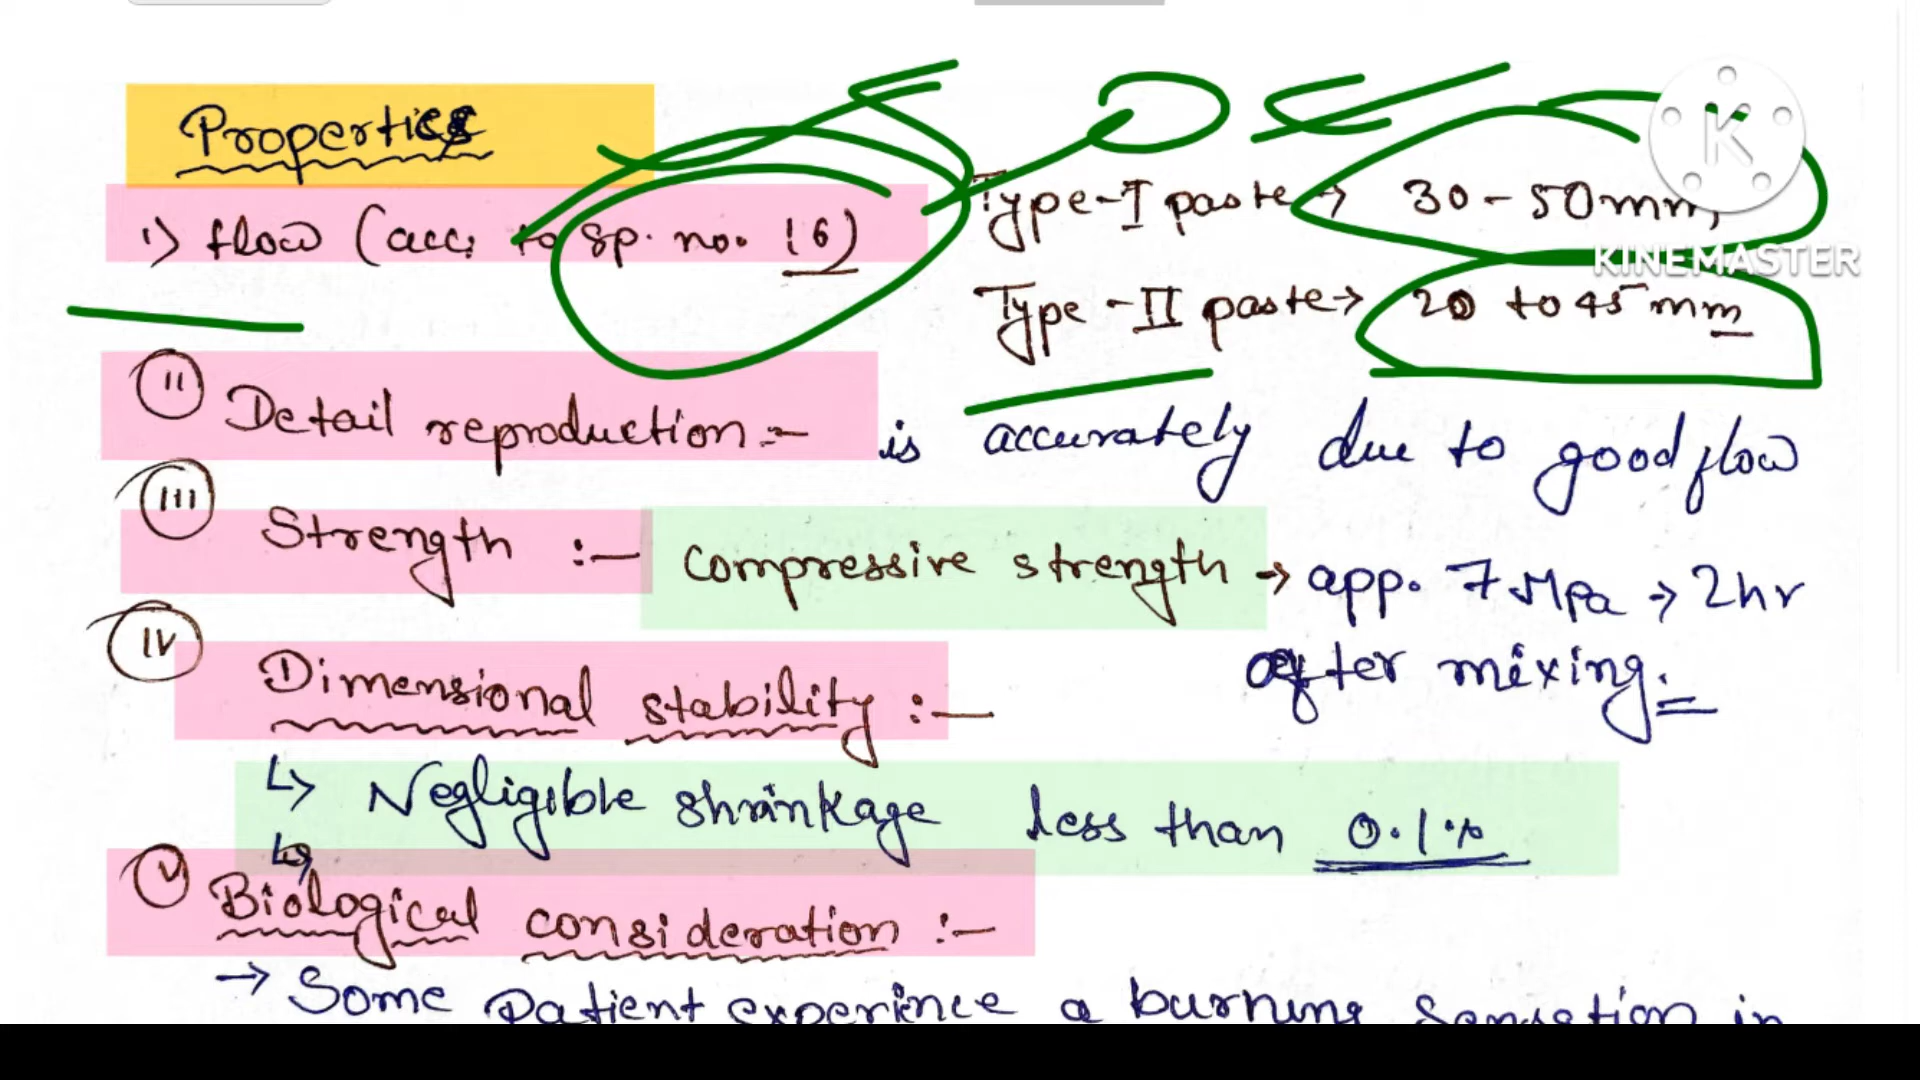 Properties
1) flow (acc. to sp. no. 16)
Type-I paste → 30-50mm,
KINEMASTER
Type-II paste → 20 to 45 mm
II Detail reproduction :- is accurately due to good flow
III Strength :- Compressive strength → app. 7 Mpa → 2hr
after mixing :=
IV Dimensional stability :-
↳ Negligible shrinkage less than 0.1%
V Biological consideration :-
→ Some patient experince a burning sensation in